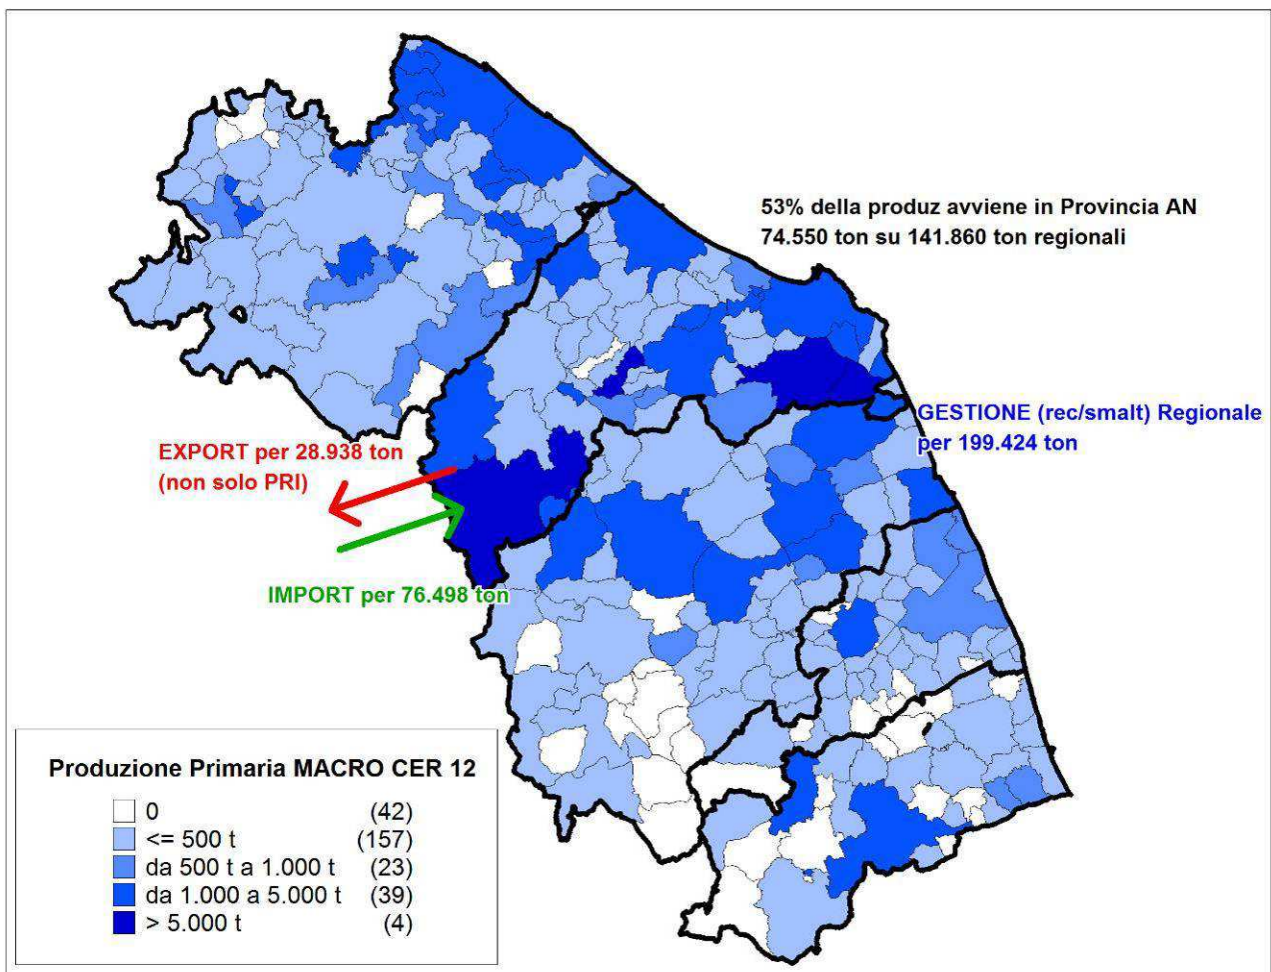 53% della produz avviene in Provincia AN
74.550 ton su 141.860 ton regionali
GESTIONE (rec/smalt) Regionale
per 199.424 ton
EXPORT per 28.938 ton
(non solo PRI)
IMPORT per 76.498 ton
Produzione Primaria MACRO CER 12
0 (42)
<= 500 t (157)
da 500 t a 1.000 t (23)
da 1.000 a 5.000 t (39)
> 5.000 t (4)